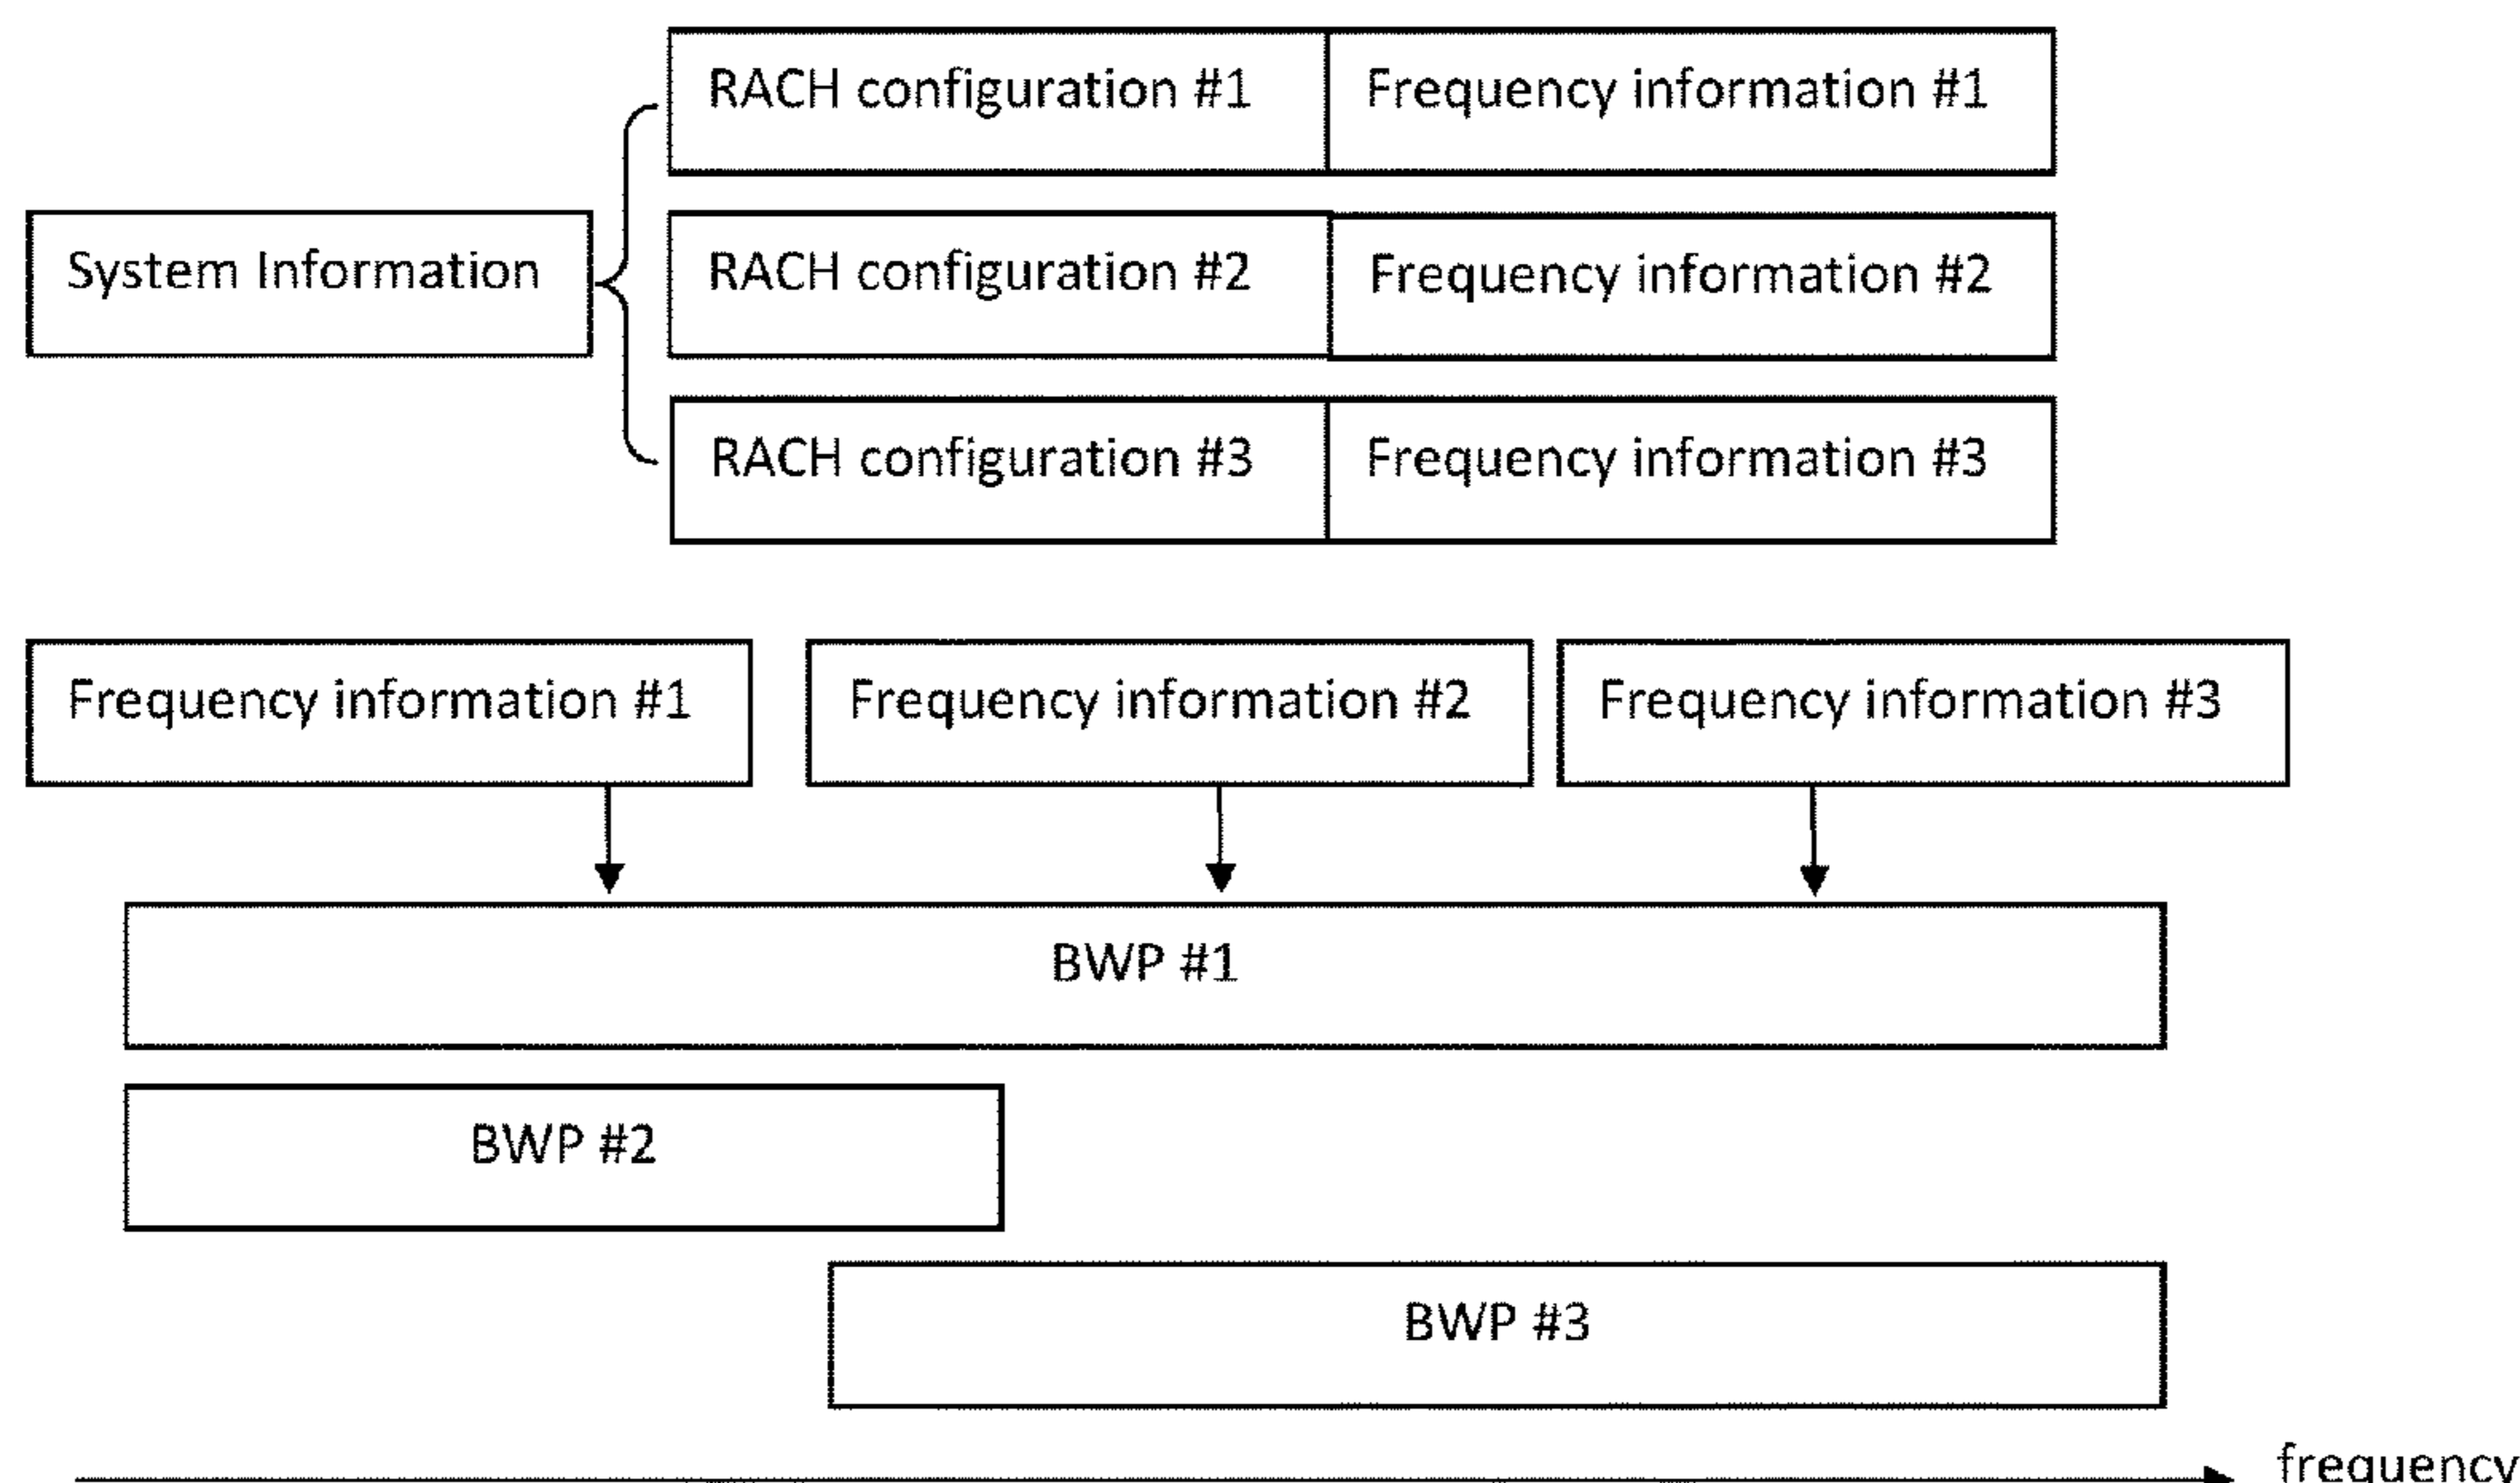 RACH configuration #1 Frequency information #1
System Information
RACH configuration #2 Frequency information #2
RACH configuration #3 Frequency information #3
Frequency information #1 Frequency information #2 Frequency information #3
BWP #1
BWP #2
BWP #3
frequency